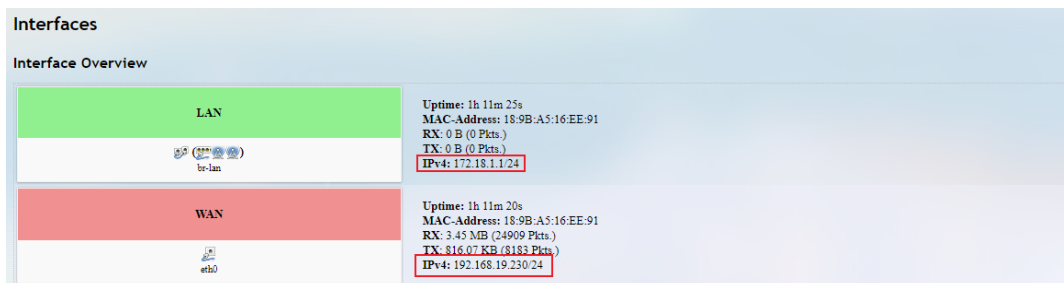 Interfaces
Interface Overview
LAN
br-lan
Uptime: 1h 11m 25s
MAC-Address: 18:9B:A5:16:EE:91
RX: 0 B (0 Pkts.)
TX: 0 B (0 Pkts.)
IPv4: 172.18.1.1/24
WAN
eth0
Uptime: 1h 11m 20s
MAC-Address: 18:9B:A5:16:EE:91
RX: 3.45 MB (24909 Pkts.)
TX: 816.07 KB (8183 Pkts.)
IPv4: 192.168.19.230/24